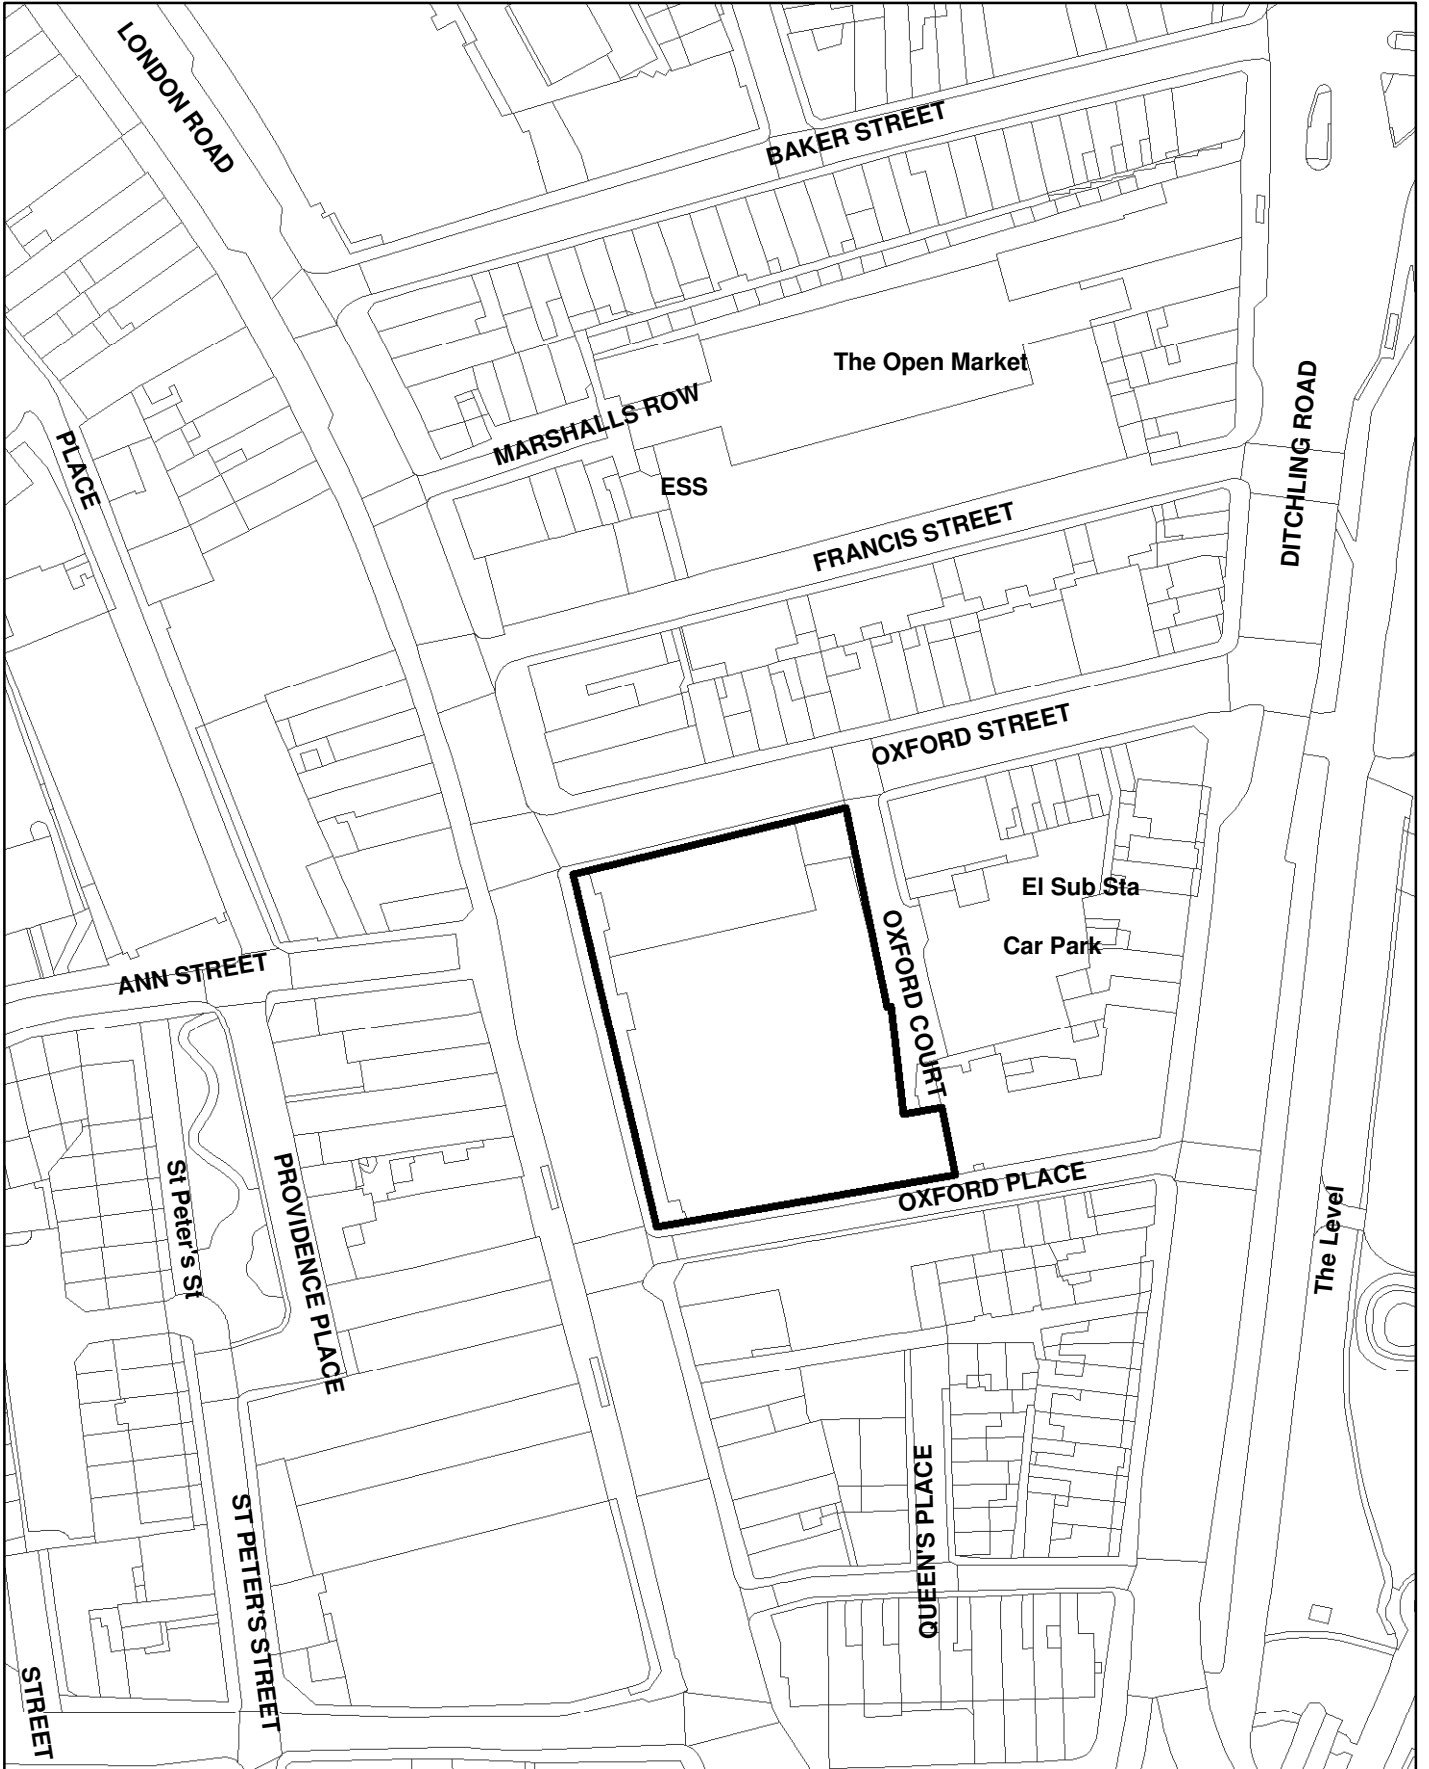 LONDON ROAD
BAKER STREET
The Open Market
DITCHLING ROAD
MARSHALLS ROW
PLACE
ESS
FRANCIS STREET
OXFORD STREET
El Sub Sta
Car Park
OXFORD COURT
ANN STREET
OXFORD PLACE
St Peter's St
PROVIDENCE PLACE
The Level
QUEEN'S PLACE
ST PETER'S STREET
STREET